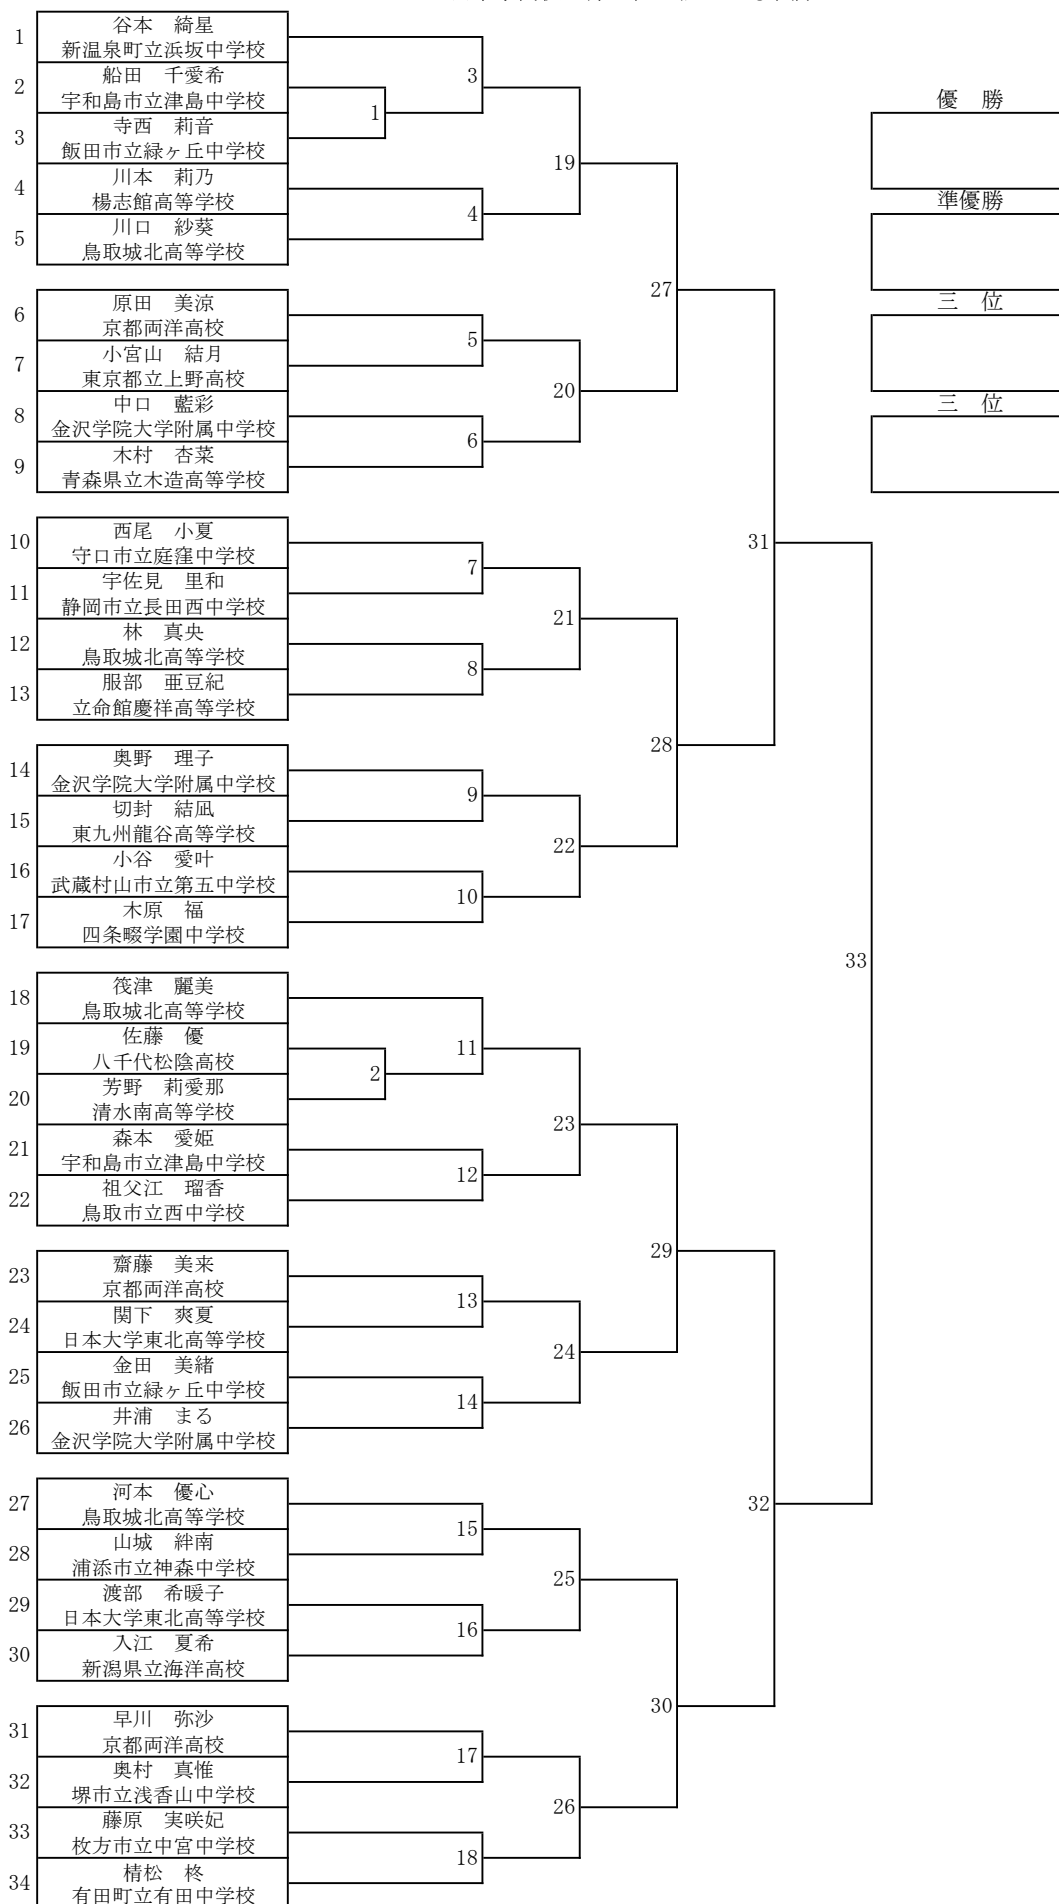 1
谷本　綺星
新温泉町立浜坂中学校
2
船田　千愛希
宇和島市立津島中学校
3
寺西　莉音
飯田市立緑ヶ丘中学校
4
川本　莉乃
楊志館高等学校
5
川口　紗葵
鳥取城北高等学校
6
原田　美涼
京都両洋高校
7
小宮山　結月
東京都立上野高校
8
中口　藍彩
金沢学院大学附属中学校
9
木村　杏菜
青森県立木造高等学校
10
西尾　小夏
守口市立庭窪中学校
11
宇佐見　里和
静岡市立長田西中学校
12
林　真央
鳥取城北高等学校
13
服部　亜豆紀
立命館慶祥高等学校
14
奥野　理子
金沢学院大学附属中学校
15
切封　結凪
東九州龍谷高等学校
16
小谷　愛叶
武蔵村山市立第五中学校
17
木原　福
四条畷学園中学校
18
筏津　麗美
鳥取城北高等学校
19
佐藤　優
八千代松陰高校
20
芳野　莉愛那
清水南高等学校
21
森本　愛姫
宇和島市立津島中学校
22
祖父江　瑠香
鳥取市立西中学校
23
齋藤　美来
京都両洋高校
24
関下　爽夏
日本大学東北高等学校
25
金田　美緒
飯田市立緑ヶ丘中学校
26
井浦　まる
金沢学院大学附属中学校
27
河本　優心
鳥取城北高等学校
28
山城　絆南
浦添市立神森中学校
29
渡部　希暖子
日本大学東北高等学校
30
入江　夏希
新潟県立海洋高校
31
早川　弥沙
京都両洋高校
32
奥村　真惟
堺市立浅香山中学校
33
藤原　実咲妃
枚方市立中宮中学校
34
精松　柊
有田町立有田中学校
1
2
3
4
5
6
7
8
9
10
11
12
13
14
15
16
17
18
19
20
21
22
23
24
25
26
27
28
29
30
31
32
33
優　勝
準優勝
三　位
三　位